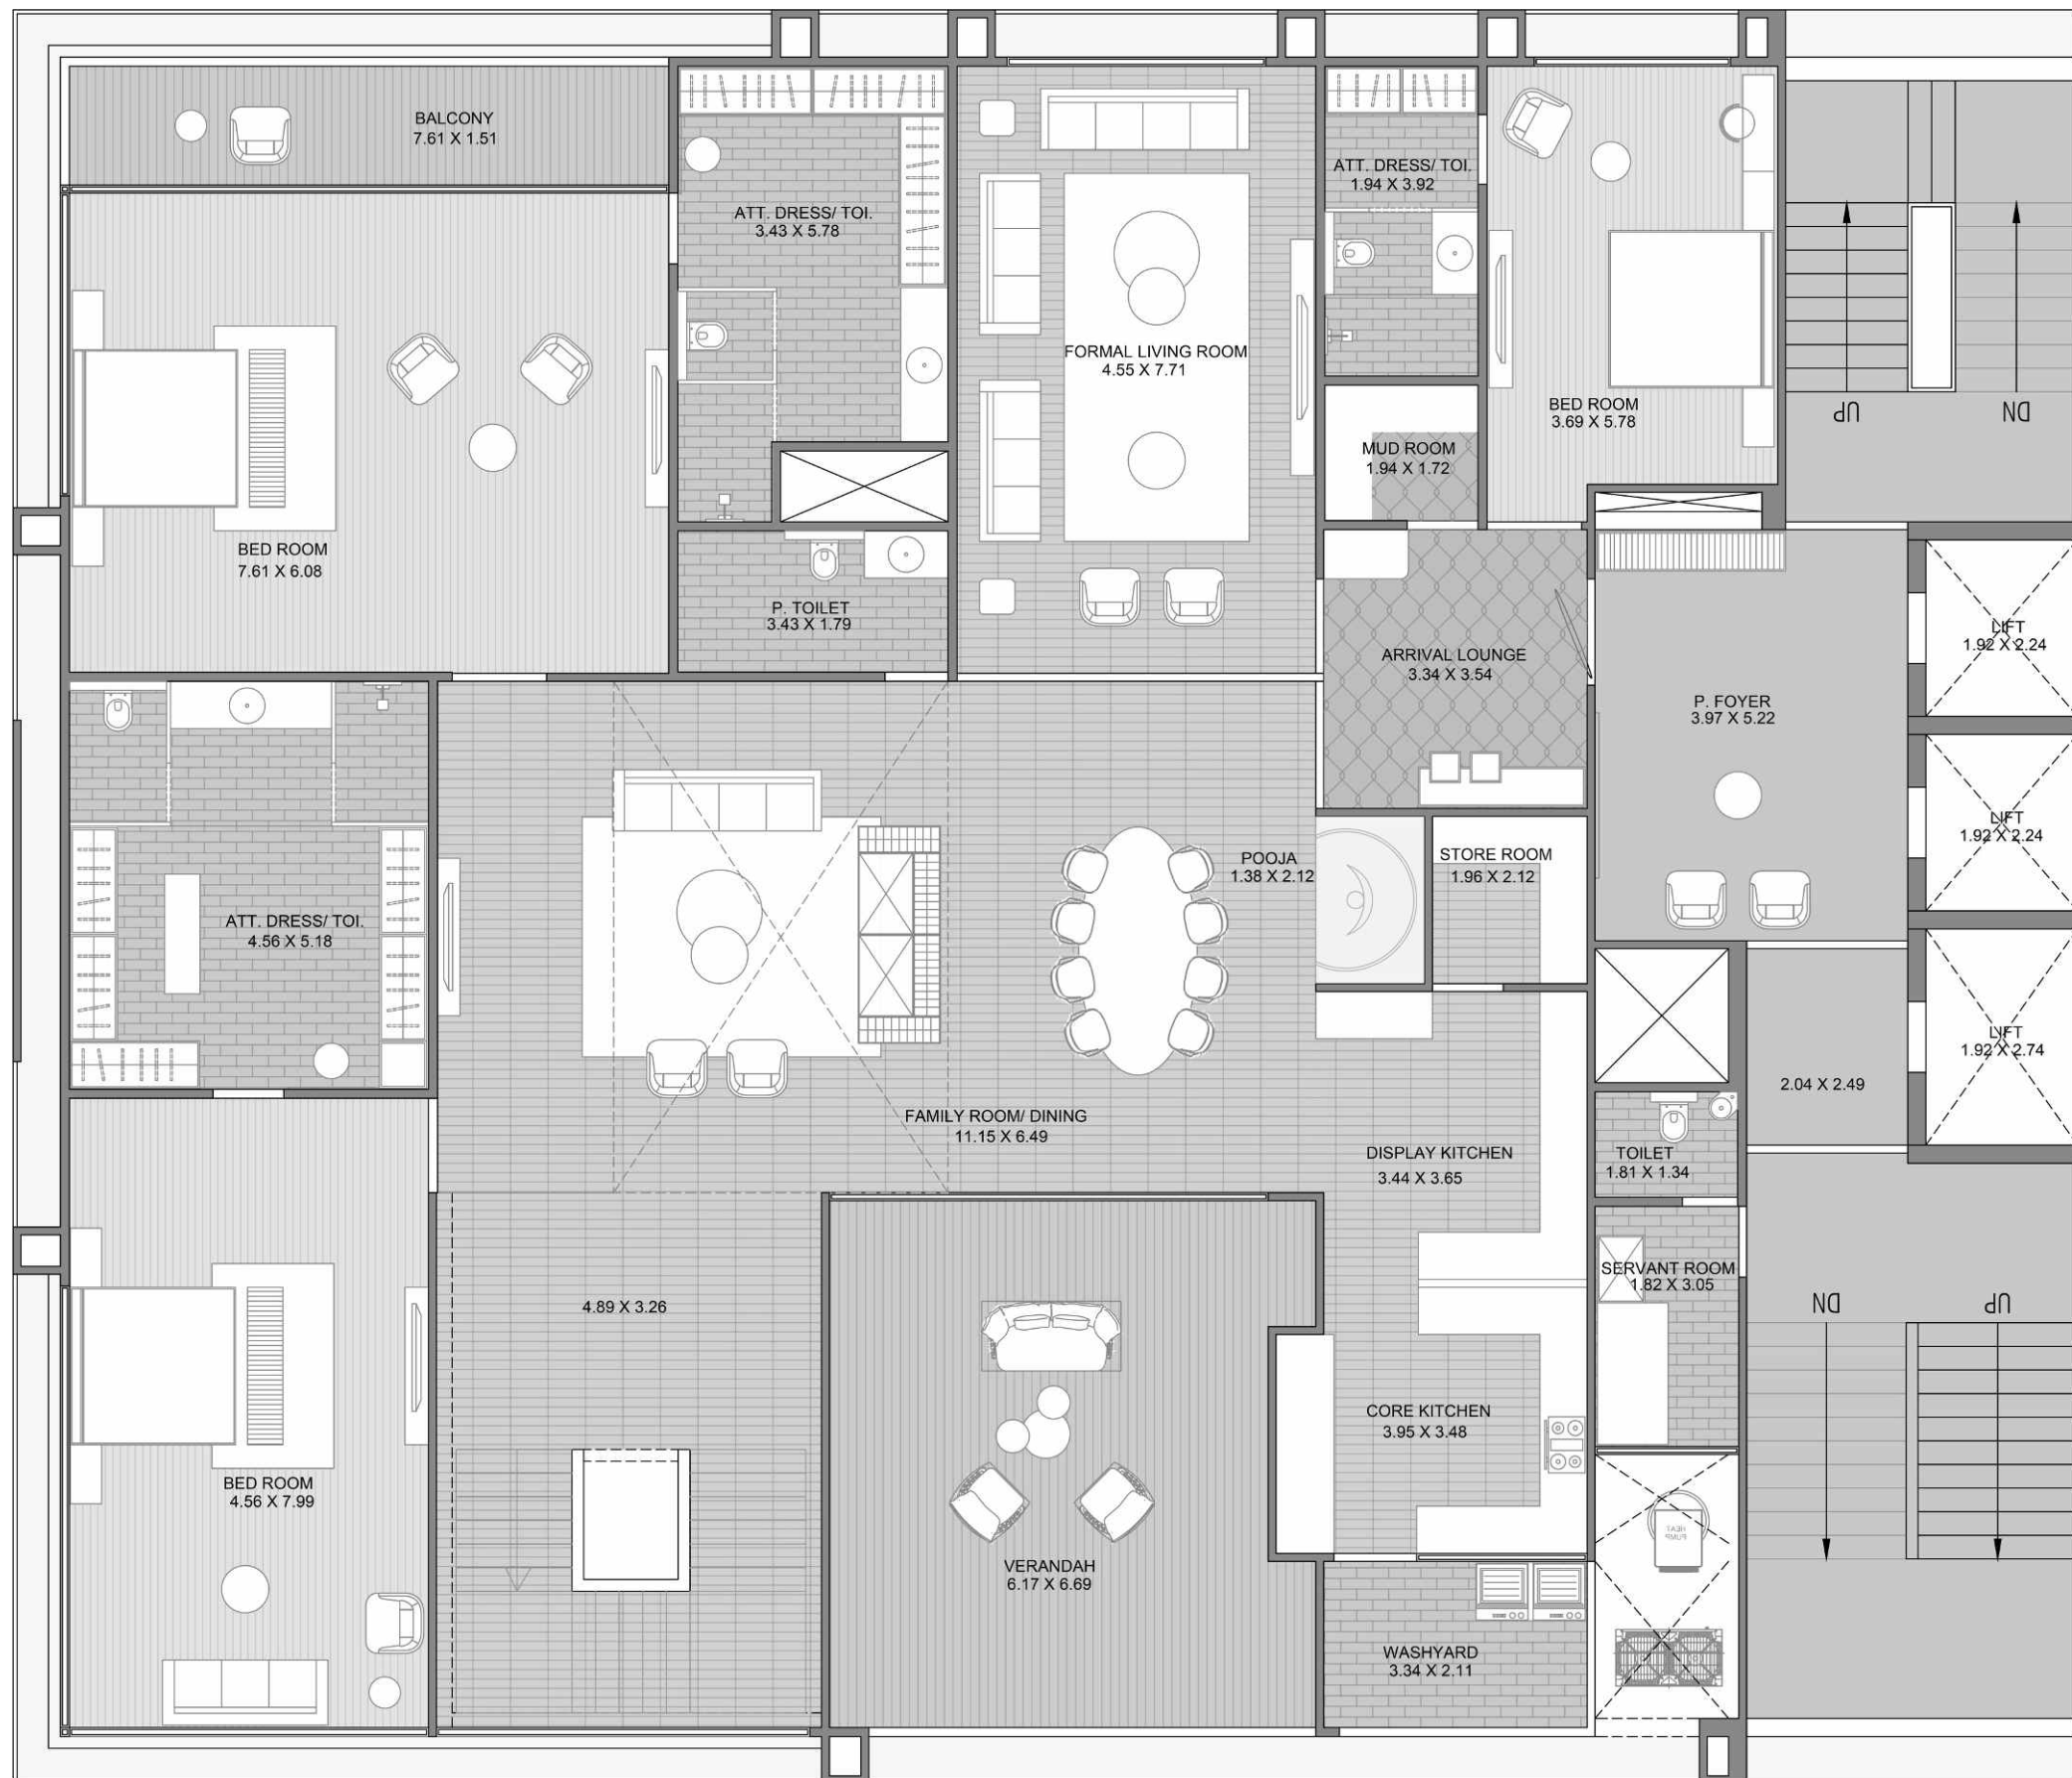 BALCONY
7.61 X 1.51
ATT. DRESS/ TOI.
3.43 X 5.78
FORMAL LIVING ROOM
4.55 X 7.71
ATT. DRESS/ TOI.
1.94 X 3.92
BED ROOM
3.69 X 5.78
MUD ROOM
1.94 X 1.72
UP
DN
BED ROOM
7.61 X 6.08
P. TOILET
3.43 X 1.79
ARRIVAL LOUNGE
3.34 X 3.54
P. FOYER
3.97 X 5.22
LIFT
1.92 X 2.24
LIFT
1.92 X 2.24
LIFT
1.92 X 2.74
POOJA
1.38 X 2.12
STORE ROOM
1.96 X 2.12
ATT. DRESS/ TOI.
4.56 X 5.18
FAMILY ROOM/ DINING
11.15 X 6.49
2.04 X 2.49
DISPLAY KITCHEN
3.44 X 3.65
TOILET
1.81 X 1.34
SERVANT ROOM
1.82 X 3.05
4.89 X 3.26
DN
UP
CORE KITCHEN
3.95 X 3.48
BED ROOM
4.56 X 7.99
HEAT
PUMP
VERANDAH
6.17 X 6.69
WASHYARD
3.34 X 2.11